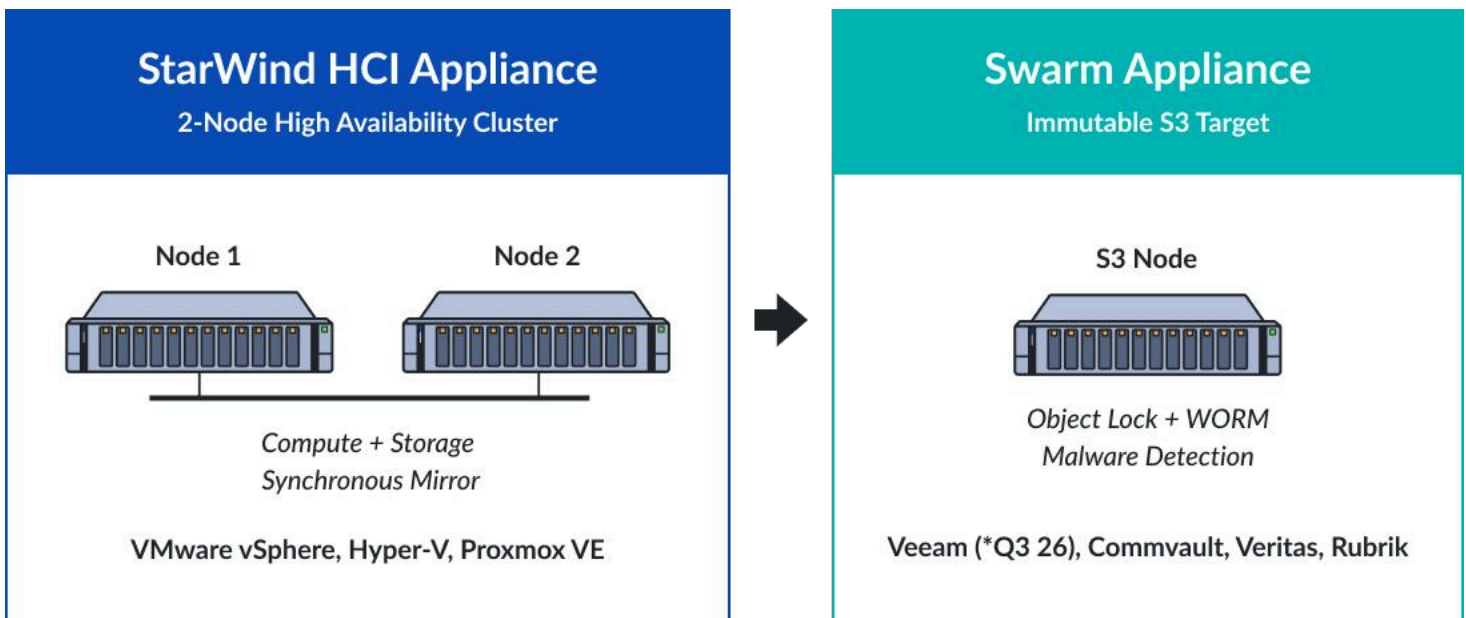 StarWind HCI Appliance
2-Node High Availability Cluster
Node 1
Node 2
Compute + Storage
Synchronous Mirror
VMware vSphere, Hyper-V, Proxmox VE
Swarm Appliance
Immutable S3 Target
S3 Node
Object Lock + WORM
Malware Detection
Veeam (*Q3 26), Commvault, Veritas, Rubrik